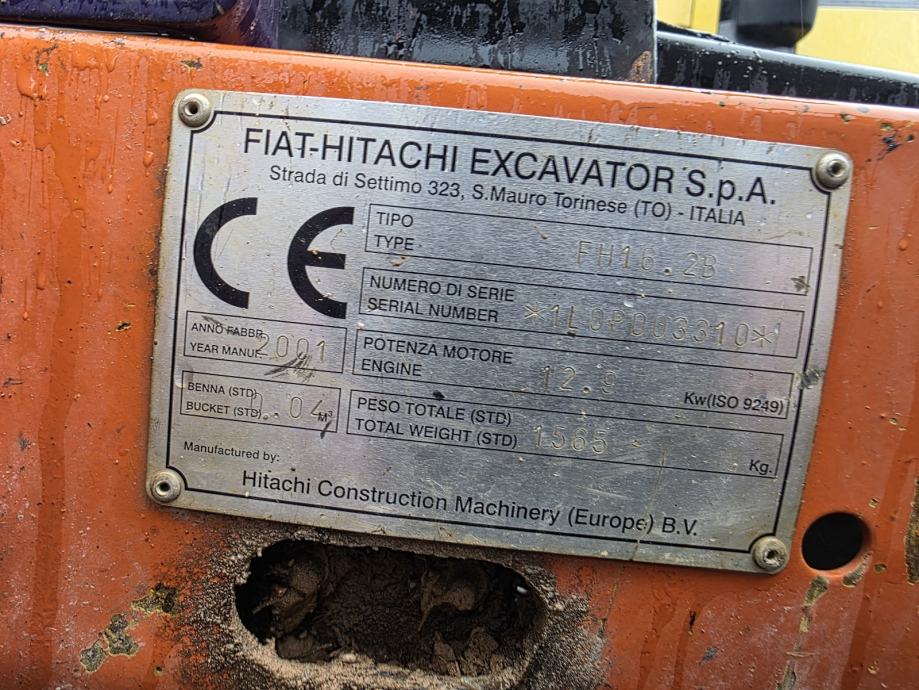 FIAT-HITACHI EXCAVATOR S.p.A.
Strada di Settimo 323, S.Mauro Torinese (TO) - ITALIA
CE
TIPO
TYPE FH16.2B
NUMERO DI SERIE
SERIAL NUMBER *1L0P003310*
ANNO FABBR.
YEAR MANUF. 2001
POTENZA MOTORE
ENGINE 12.9 Kw(ISO 9249)
BENNA (STD)
BUCKET (STD) 0.04 M³
PESO TOTALE (STD)
TOTAL WEIGHT (STD) 1565 Kg.
Manufactured by:
Hitachi Construction Machinery (Europe) B.V.